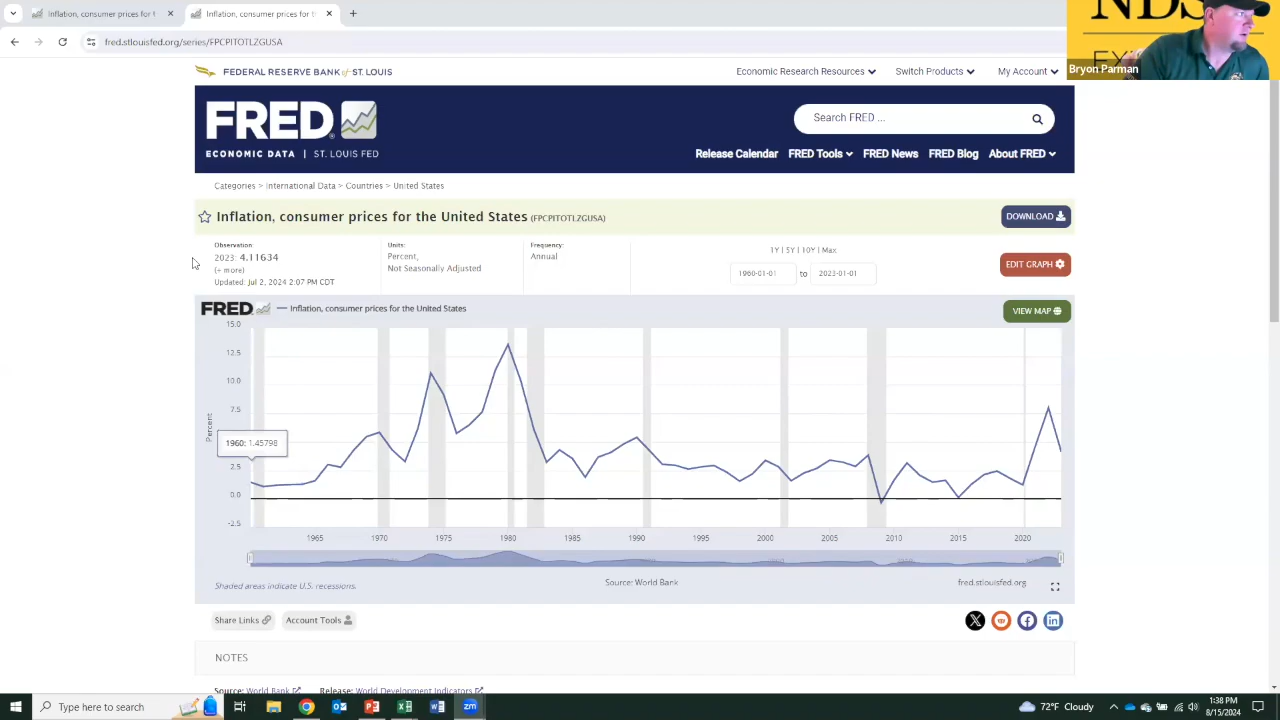 Inflation, consumer prices for t
Inflation, consumer prices for t
fred.stlouisfed.org/series/FPCPITOTLZGUSA
NDS
EX
Bryon Parman
FEDERAL RESERVE BANK of ST. LOUIS
Economic Research Resources
Switch Products
My Account
FRED
ECONOMIC DATA | ST. LOUIS FED
Search FRED ...
Release Calendar FRED Tools FRED News FRED Blog About FRED
Categories > International Data > Countries > United States
Inflation, consumer prices for the United States (FPCPITOTLZGUSA)
DOWNLOAD
Observation:
2023: 4.11634
(+ more)
Updated: Jul 2, 2024 2:07 PM CDT
Units:
Percent,
Not Seasonally Adjusted
Frequency:
Annual
1Y | 5Y | 10Y | Max
1960-01-01 to 2023-01-01
EDIT GRAPH
FRED — Inflation, consumer prices for the United States
VIEW MAP
15.0
12.5
10.0
7.5
Percent
1960: 1.45798
2.5
0.0
-2.5
1965 1970 1975 1980 1985 1990 1995 2000 2005 2010 2015 2020
Shaded areas indicate U.S. recessions.
Source: World Bank
fred.stlouisfed.org
Share Links
Account Tools
NOTES
Source: World Bank
Release: World Development Indicators
Type here to search
72°F Cloudy
1:38 PM
8/15/2024